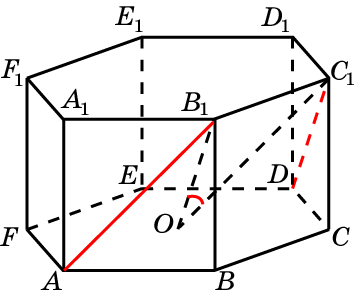 E₁ D₁
F₁ C₁
A₁ B₁
E D
F O C
A B